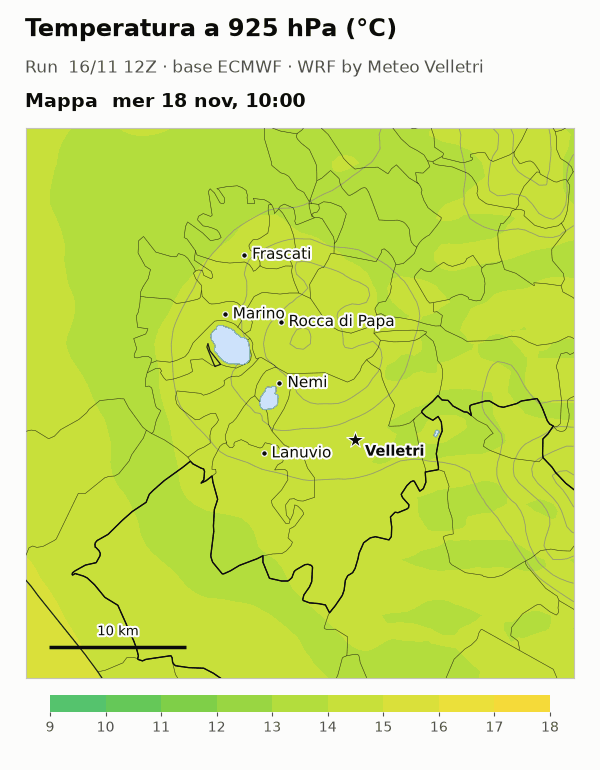 Temperatura a 925 hPa (°C)
Run  16/11 12Z · base ECMWF · WRF by Meteo Velletri
Mappa  mer 18 nov, 10:00
Frascati
Marino
Rocca di Papa
Nemi
Velletri
Lanuvio
10 km
9 10 11 12 13 14 15 16 17 18